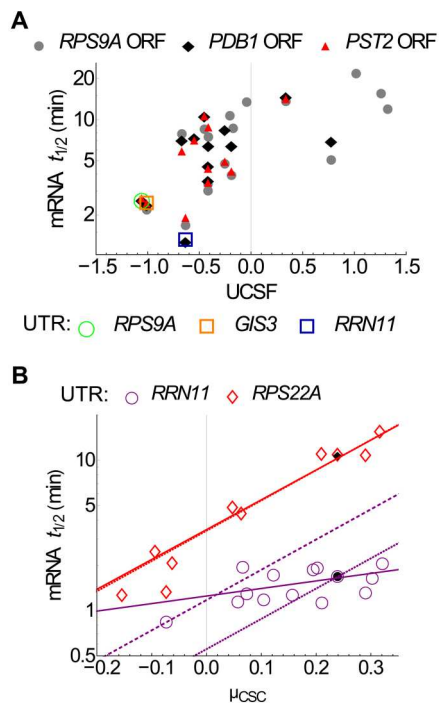 A
RPS9A ORF PDB1 ORF PST2 ORF
20
10
5
2
mRNA t1/2 (min)
−1.5 −1.0 −0.5 0.0 0.5 1.0 1.5
UCSF
UTR: RPS9A GIS3 RRN11
B
UTR: RRN11 RPS22A
10
5
1
0.5
mRNA t1/2 (min)
−0.2 −0.1 0.0 0.1 0.2 0.3
μCSC